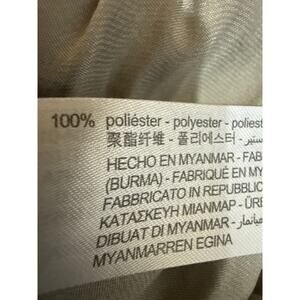 100% poliéster - polyester - poliest
聚酯纤维 - 폴리에스터 - بوليستير
HECHO EN MYANMAR - FAB
(BURMA) - FABRIQUÉ EN MY
FABBRICATO IN REPUBBLIC
ΚΑΤΑΣΚΕΥΗ ΜΙΑΝΜΑΡ - ÜRE
DIBUAT DI MYANMAR -
MYANMARREN EGINA